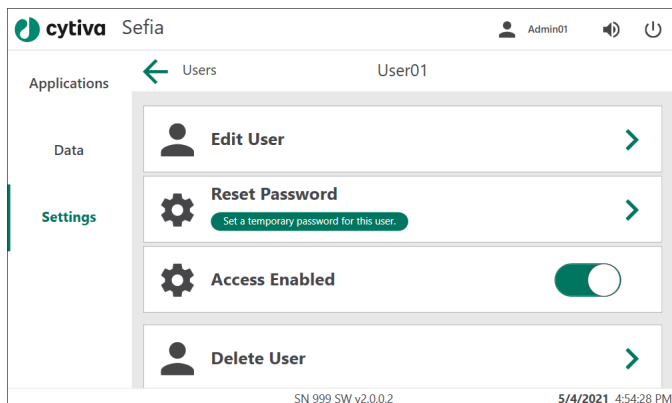 cytiva Sefia
Admin01
Applications
Users
User01
Edit User
Data
Reset Password
Set a temporary password for this user.
Settings
Access Enabled
Delete User
SN 999 SW v2.0.0.2
5/4/2021 4:54:28 PM